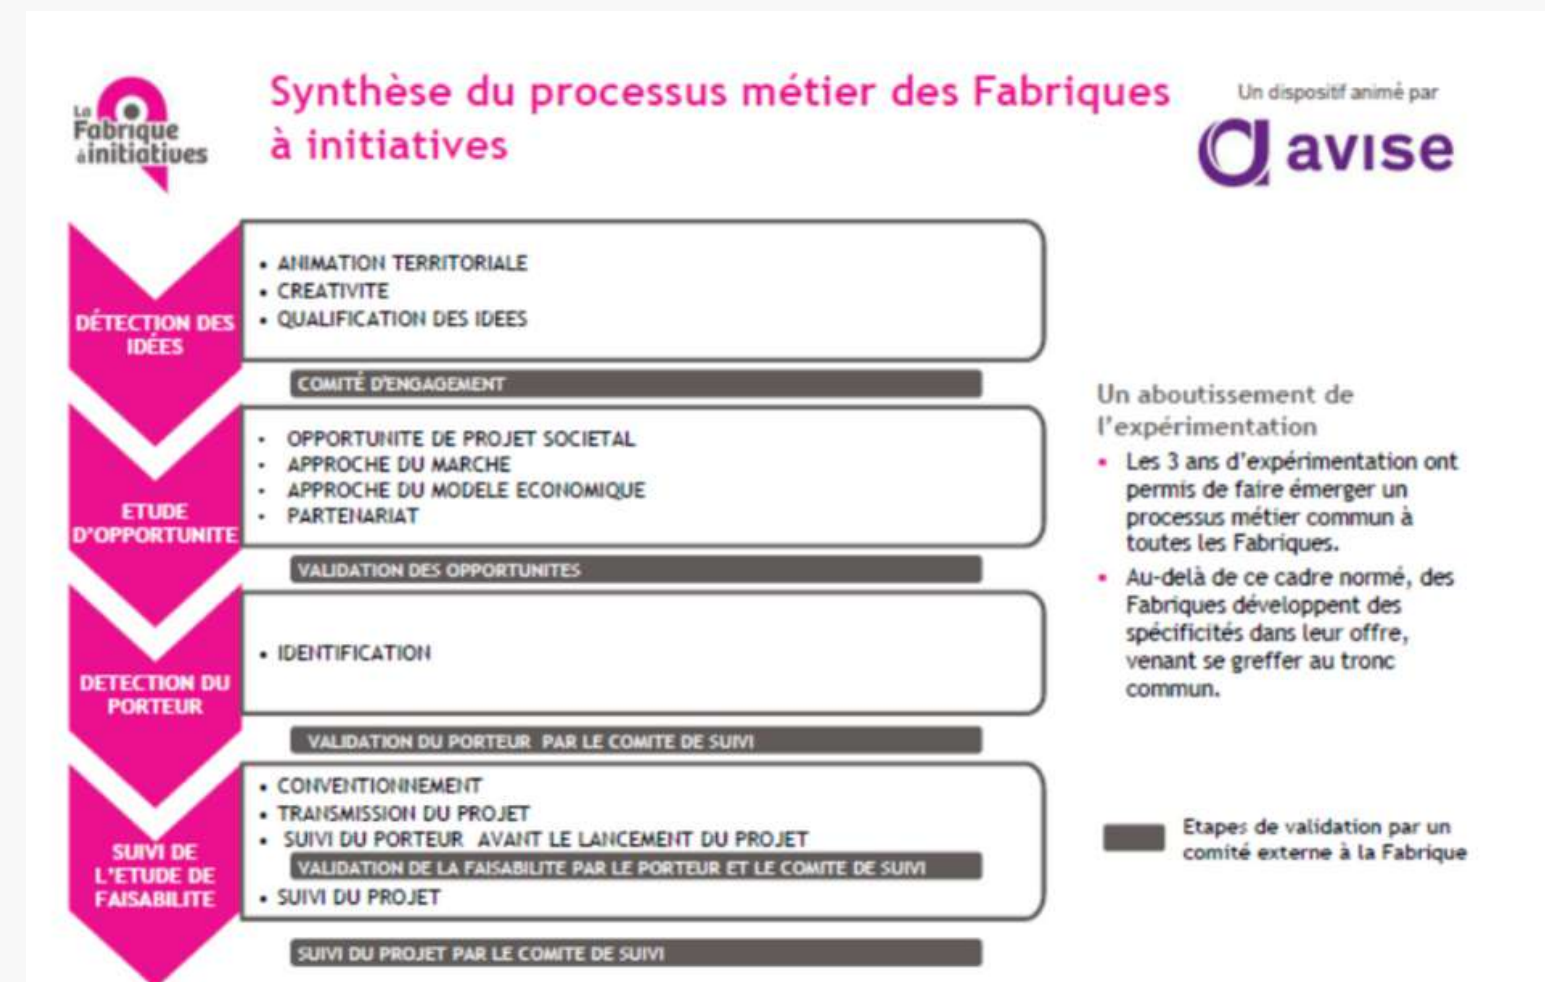 La
Fabrique
à initiatives
Synthèse du processus métier des Fabriques
à initiatives
Un dispositif animé par
avise
DÉTECTION DES
IDÉES
• ANIMATION TERRITORIALE
• CREATIVITE
• QUALIFICATION DES IDEES
COMITÉ D'ENGAGEMENT
ETUDE
D'OPPORTUNITE
• OPPORTUNITE DE PROJET SOCIETAL
• APPROCHE DU MARCHE
• APPROCHE DU MODELE ECONOMIQUE
• PARTENARIAT
VALIDATION DES OPPORTUNITES
DETECTION DU
PORTEUR
• IDENTIFICATION
VALIDATION DU PORTEUR PAR LE COMITE DE SUIVI
SUIVI DE
L'ETUDE DE
FAISABILITE
• CONVENTIONNEMENT
• TRANSMISSION DU PROJET
• SUIVI DU PORTEUR AVANT LE LANCEMENT DU PROJET
VALIDATION DE LA FAISABILITE PAR LE PORTEUR ET LE COMITE DE SUIVI
• SUIVI DU PROJET
SUIVI DU PROJET PAR LE COMITE DE SUIVI
Un aboutissement de
l'expérimentation
• Les 3 ans d'expérimentation ont
permis de faire émerger un
processus métier commun à
toutes les Fabriques.
• Au-delà de ce cadre normé, des
Fabriques développent des
spécificités dans leur offre,
venant se greffer au tronc
commun.
Etapes de validation par un
comité externe à la Fabrique